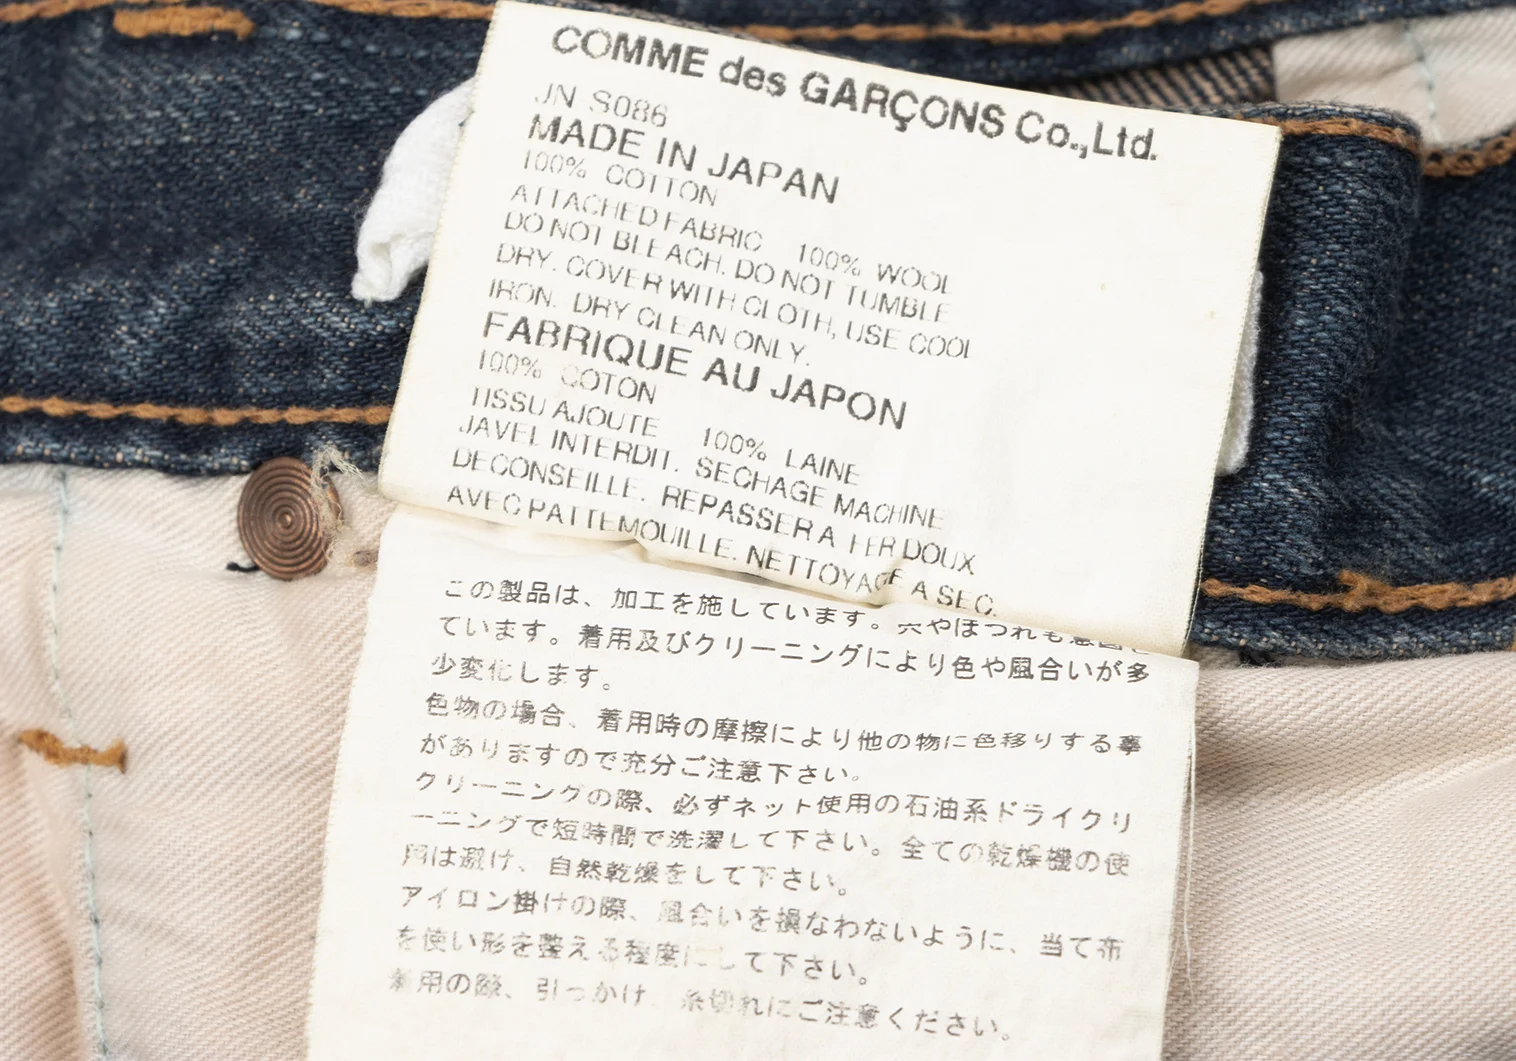 COMME des GARÇONS Co.,Ltd.
JN S086
MADE IN JAPAN
100% COTTON
ATTACHED FABRIC 100% WOOL
DO NOT BLEACH. DO NOT TUMBLE
DRY. COVER WITH CLOTH, USE COOL
IRON. DRY CLEAN ONLY.
FABRIQUE AU JAPON
100% COTON
TISSU AJOUTE 100% LAINE
JAVEL INTERDIT. SECHAGE MACHINE
DECONSEILLE. REPASSER A FER DOUX
AVEC PATTEMOUILLE. NETTOYAGE A SEC.
この製品は、加工を施しています。穴やほつれも意図し
ています。着用及びクリーニングにより色や風合いが多
少変化します。
色物の場合、着用時の摩擦により他の物に色移りする事
がありますので充分ご注意下さい。
クリーニングの際、必ずネット使用の石油系ドライクリ
ーニングで短時間で洗濯して下さい。全ての乾燥機の使
用は避け、自然乾燥をして下さい。
アイロン掛けの際、風合いを損なわないように、当て布
を使い形を整える程度にして下さい。
着用の際、引っかけ、糸切れにご注意ください。